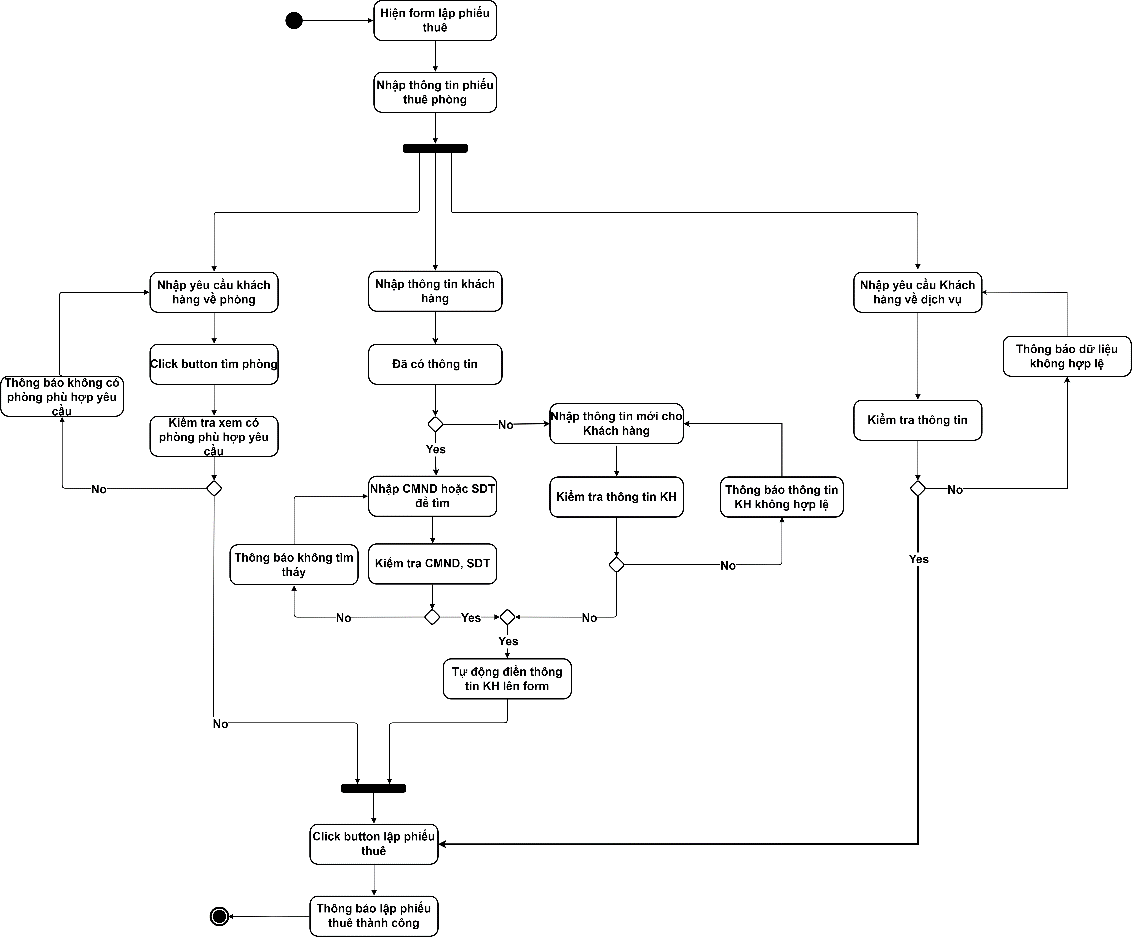 Hiện form lập phiếu
thuê
Nhập thông tin phiếu
thuê phòng
Nhập yêu cầu khách
hàng về phòng
Nhập thông tin khách
hàng
Nhập yêu cầu Khách
hàng về dịch vụ
Thông báo dữ liệu
không hợp lệ
Click button tìm phòng
Đã có thông tin
Thông báo không có
phòng phù hợp yêu
cầu
Kiểm tra xem có
phòng phù hợp yêu
cầu
Nhập thông tin mới cho
Khách hàng
Kiểm tra thông tin
No
Yes
No
No
Nhập CMND hoặc SDT
để tìm
Kiểm tra thông tin KH
Thông báo thông tin
KH không hợp lệ
Thông báo không tìm
tháy
Kiểm tra CMND, SDT
Yes
No
No
Yes
No
Yes
Tự động điền thông
tin KH lên form
No
Click button lập phiếu
thuê
Thông báo lập phiếu
thuê thành công